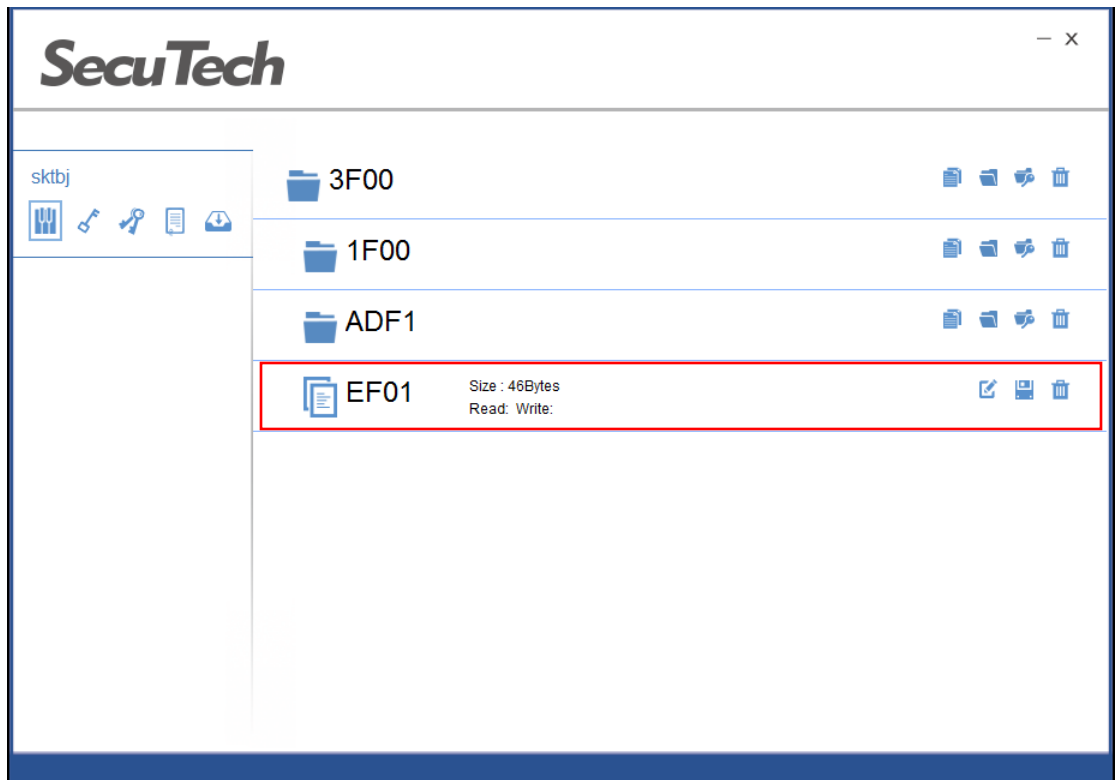 SecuTech
sktbj
3F00
1F00
ADF1
EF01
Size : 46Bytes
Read: Write: